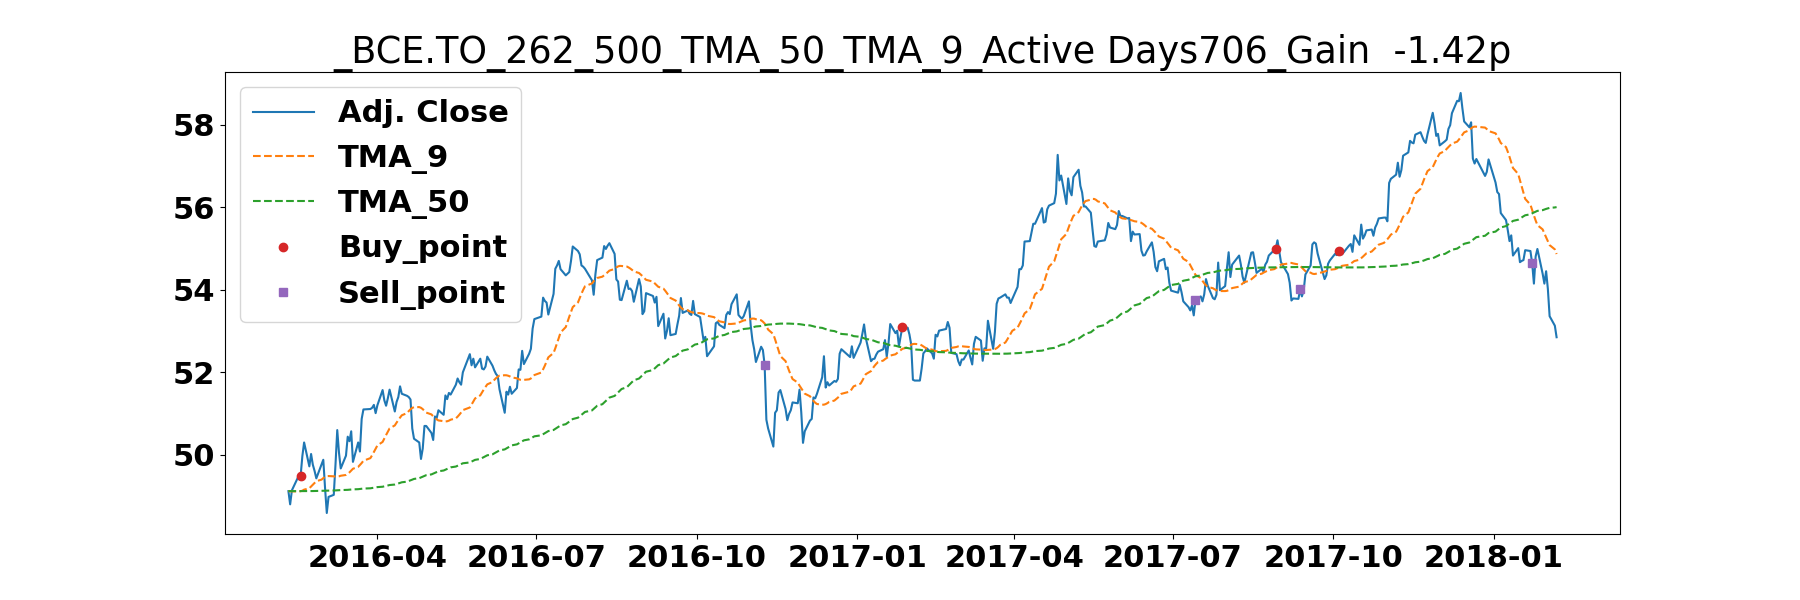 _BCE.TO_262_500_TMA_50_TMA_9_Active Days706_Gain  -1.42p
Adj. Close
TMA_9
TMA_50
Buy_point
Sell_point
58
56
54
52
50
2016-04
2016-07
2016-10
2017-01
2017-04
2017-07
2017-10
2018-01